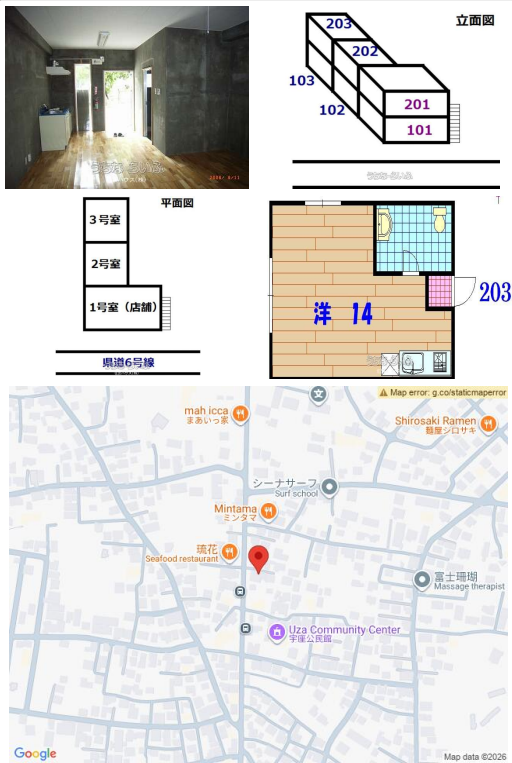 2008/ 9/11
立面図
203
202
103
102
201
101
平面図
3号室
2号室
1号室（店舗）
県道6号線
洋 14
203
Map error: g.co/staticmaperror
mah icca
まあいっ家
Shirosaki Ramen
麺屋シロサキ
シーナサーフ
Surf school
Mintama
ミンタマ
琉花
Seafood restaurant
富士珊瑚
Massage therapist
Uza Community Center
宇座公民館
Google
Map data ©2026